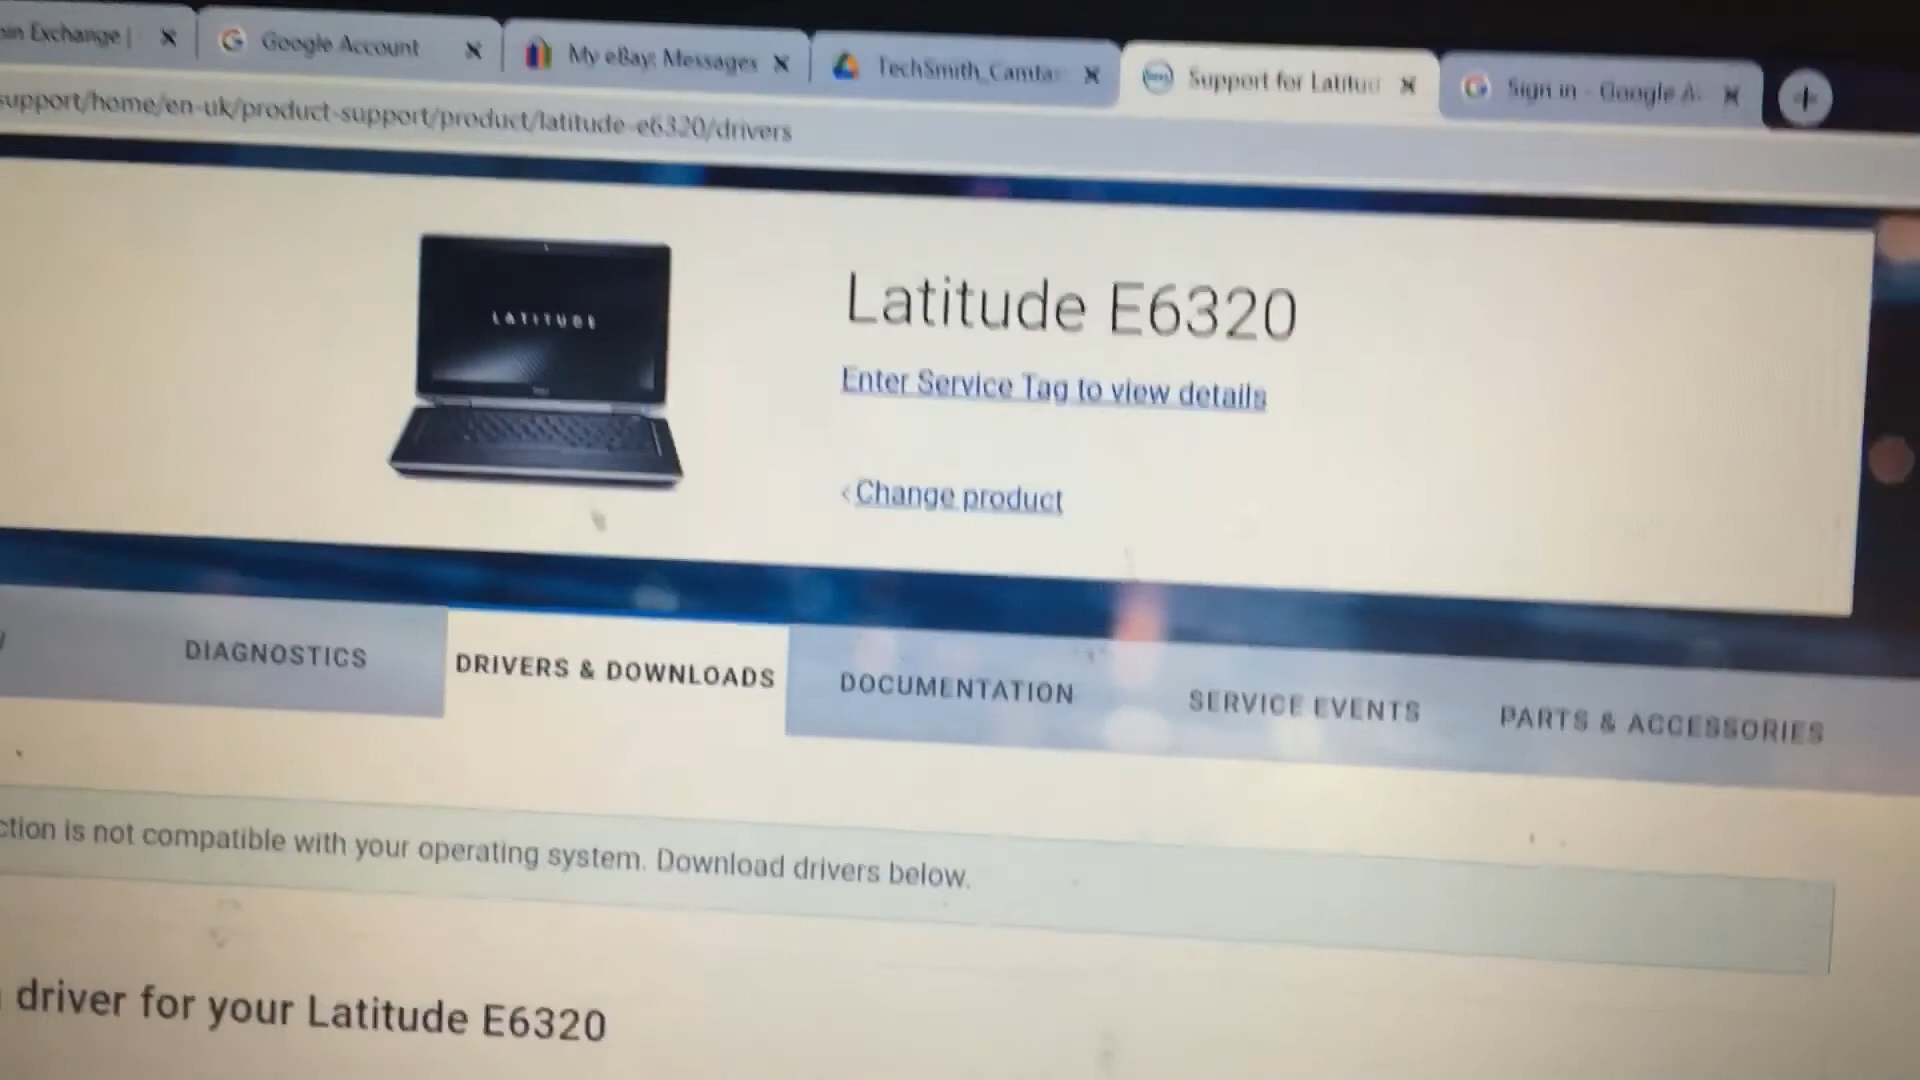 Exchange |
Google Account
My eBay: Messages
TechSmith_Camta
Support for Latitud
Sign in - Google A
support/home/en-uk/product-support/product/latitude-e6320/drivers
LATITUDE
Latitude E6320
Enter Service Tag to view details
<Change product
DIAGNOSTICS
DRIVERS & DOWNLOADS
DOCUMENTATION
SERVICE EVENTS
PARTS & ACCESSORIES
ction is not compatible with your operating system. Download drivers below.
driver for your Latitude E6320